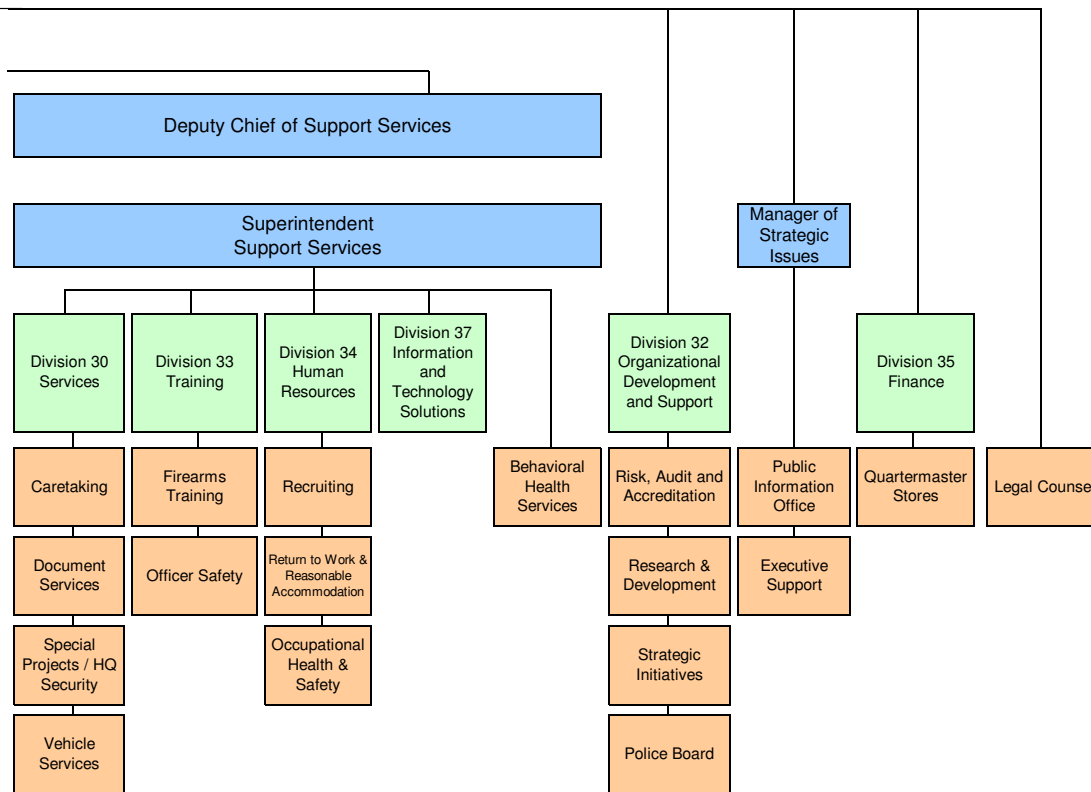 Deputy Chief of Support Services
Superintendent
Support Services
Manager of
Strategic
Issues
Division 30
Services
Division 33
Training
Division 34
Human
Resources
Division 37
Information
and
Technology
Solutions
Division 32
Organizational
Development
and Support
Division 35
Finance
Caretaking
Firearms
Training
Recruiting
Behavioral
Health
Services
Risk, Audit and
Accreditation
Public
Information
Office
Quartermaster
Stores
Legal Counse
Document
Services
Officer Safety
Return to Work &
Reasonable
Accommodation
Research &
Development
Executive
Support
Special
Projects / HQ
Security
Occupational
Health &
Safety
Strategic
Initiatives
Vehicle
Services
Police Board